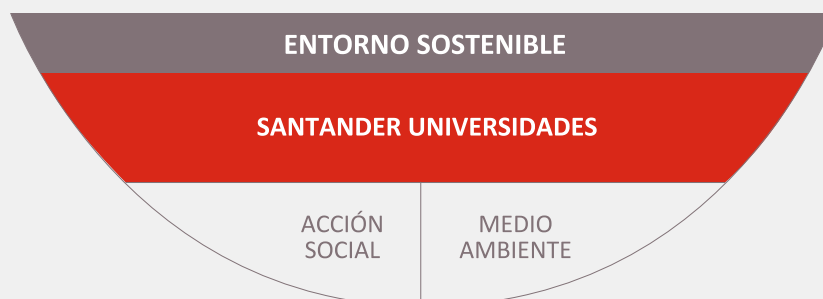 ENTORNO SOSTENIBLE
SANTANDER UNIVERSIDADES
ACCIÓN
SOCIAL
MEDIO
AMBIENTE